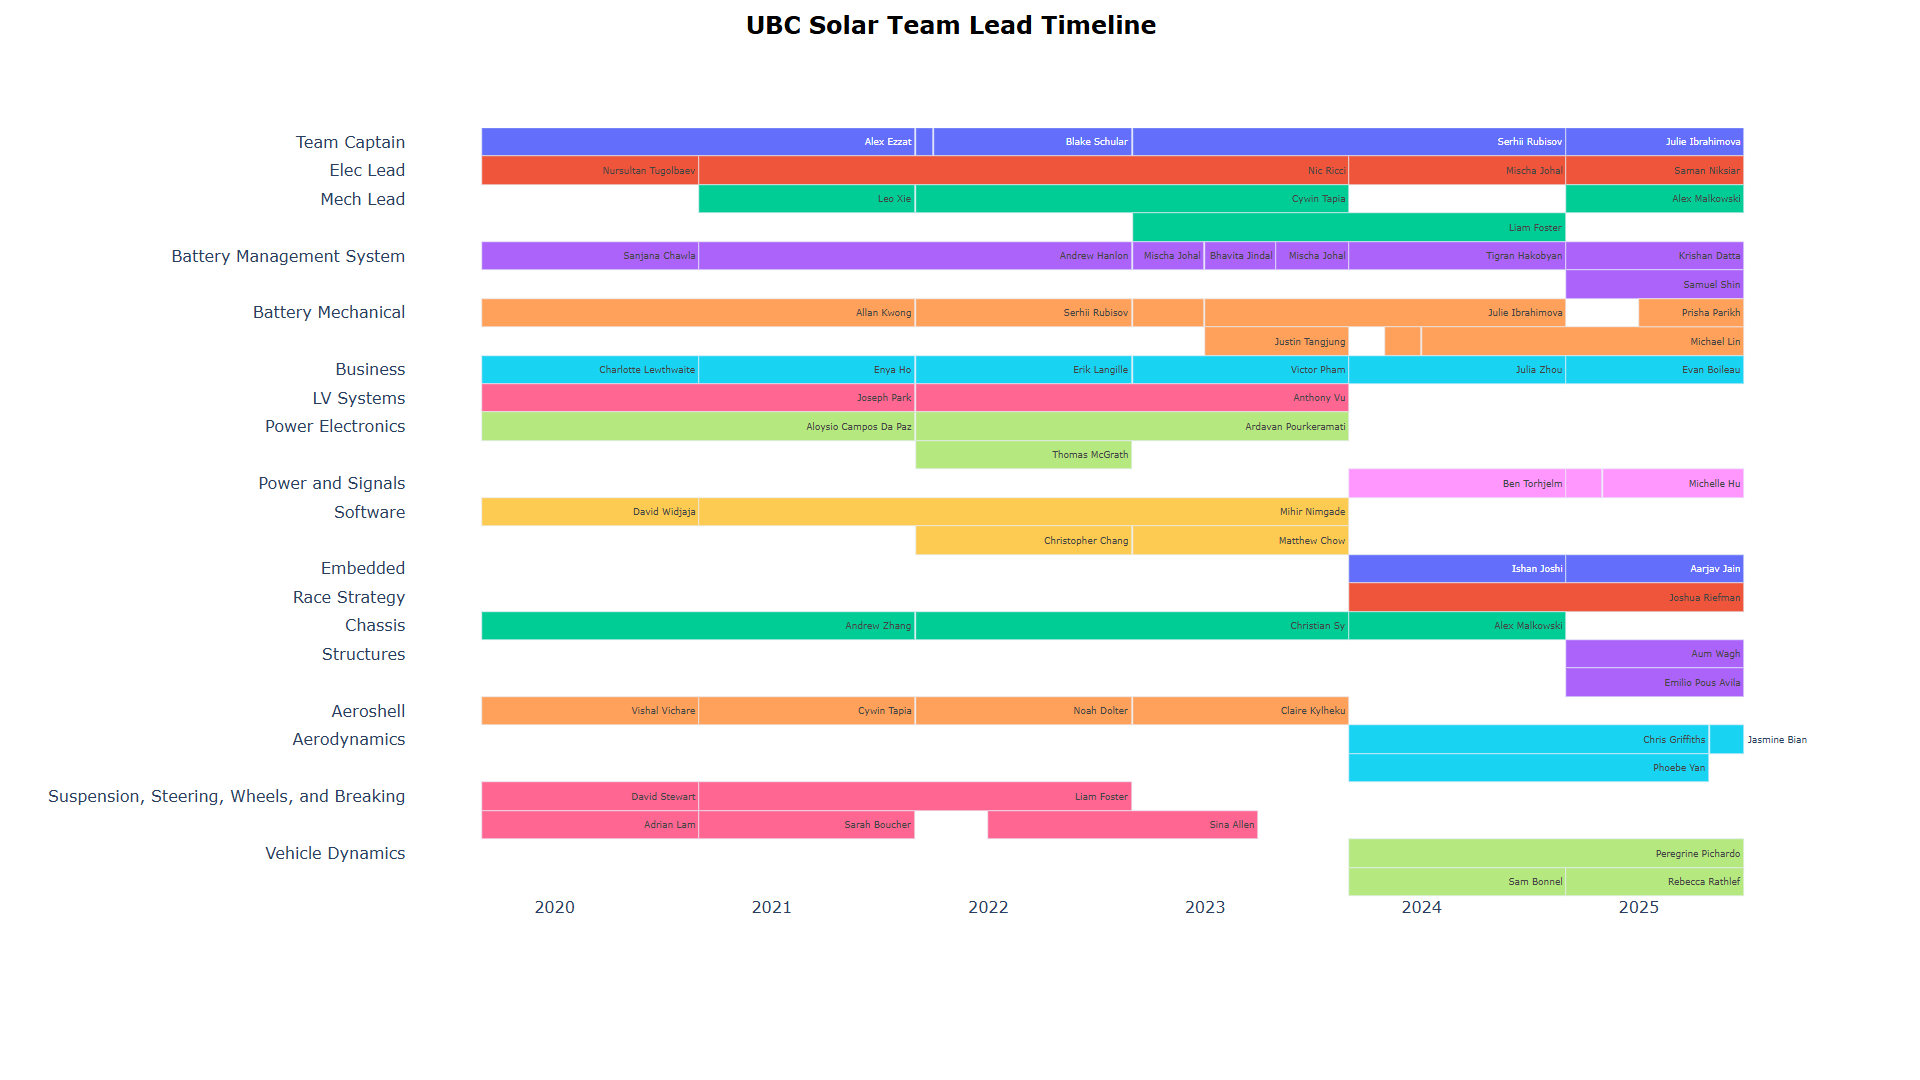 UBC Solar Team Lead Timeline
Team Captain Alex Ezzat Blake Schular Serhii Rubisov Julie Ibrahimova
Elec Lead Nursultan Tugolbaev Nic Ricci Mischa Johal Saman Niksiar
Mech Lead Leo Xie Cywin Tapia Alex Malkowski
Liam Foster
Battery Management System Sanjana Chawla Andrew Hanlon Mischa Johal Bhavita Jindal Mischa Johal Tigran Hakobyan Krishan Datta
Samuel Shin
Battery Mechanical Allan Kwong Serhii Rubisov Julie Ibrahimova Prisha Parikh
Justin Tangjung Michael Lin
Business Charlotte Lewthwaite Enya Ho Erik Langille Victor Pham Julia Zhou Evan Boileau
LV Systems Joseph Park Anthony Vu
Power Electronics Aloysio Campos Da Paz Ardavan Pourkeramati
Thomas McGrath
Power and Signals Ben Torhjelm Michelle Hu
Software David Widjaja Mihir Nimgade
Christopher Chang Matthew Chow
Embedded Ishan Joshi Aarjav Jain
Race Strategy Joshua Riefman
Chassis Andrew Zhang Christian Sy Alex Malkowski
Structures Aum Wagh
Emilio Pous Avila
Aeroshell Vishal Vichare Cywin Tapia Noah Dolter Claire Kylheku
Aerodynamics Chris Griffiths Jasmine Bian
Phoebe Yan
Suspension, Steering, Wheels, and Breaking David Stewart Liam Foster
Adrian Lam Sarah Boucher Sina Allen
Vehicle Dynamics Peregrine Pichardo
Sam Bonnel Rebecca Rathlef
2020 2021 2022 2023 2024 2025